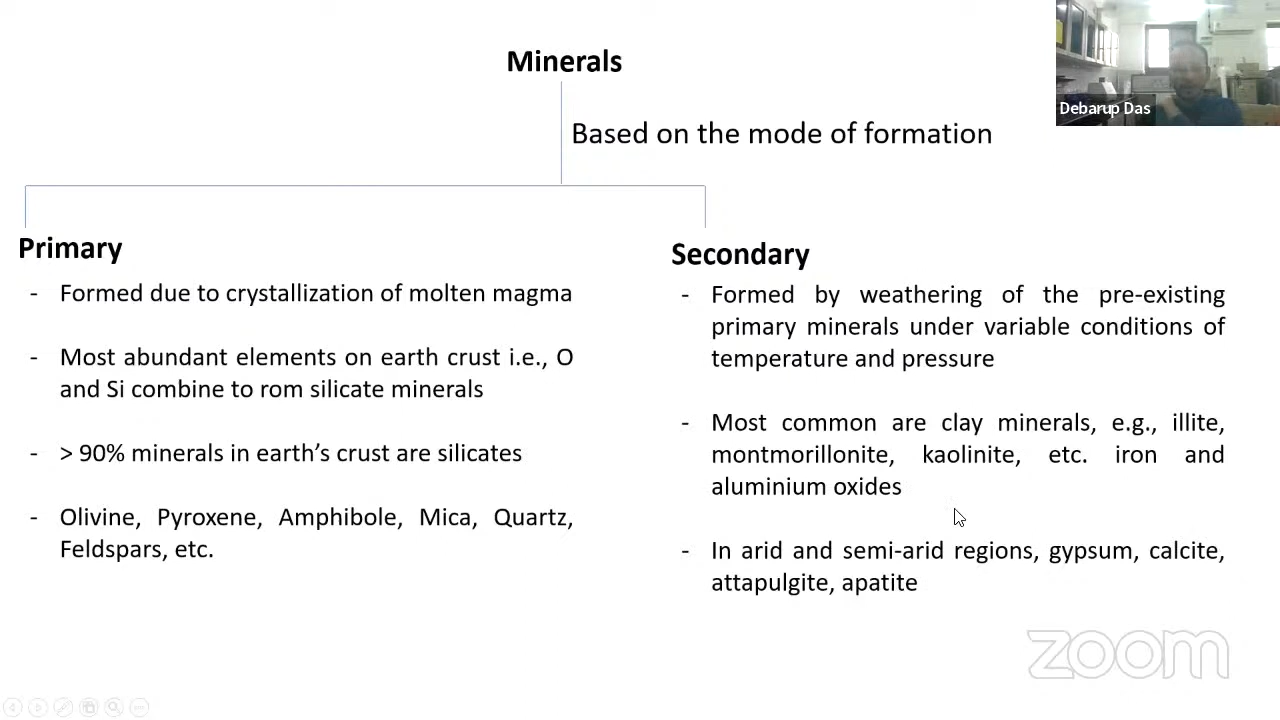 Minerals
Debarup Das
Based on the mode of formation
Primary
- Formed due to crystallization of molten magma
- Most abundant elements on earth crust i.e., O
and Si combine to rom silicate minerals
- > 90% minerals in earth's crust are silicates
- Olivine, Pyroxene, Amphibole, Mica, Quartz,
Feldspars, etc.
Secondary
- Formed by weathering of the pre-existing
primary minerals under variable conditions of
temperature and pressure
- Most common are clay minerals, e.g., illite,
montmorillonite, kaolinite, etc. iron and
aluminium oxides
- In arid and semi-arid regions, gypsum, calcite,
attapulgite, apatite
zoom